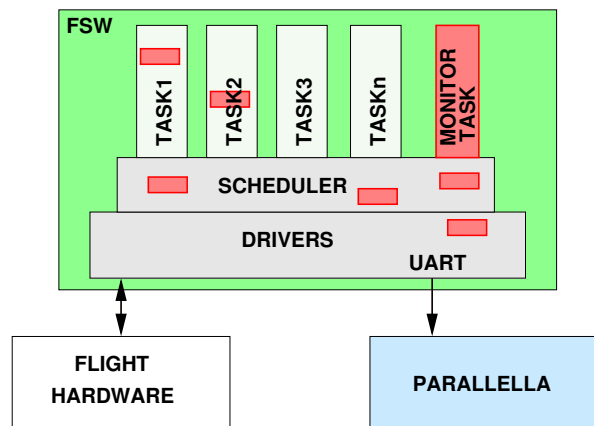 FSW
TASK1
TASK2
TASK3
TASKn
MONITOR
TASK
SCHEDULER
DRIVERS
UART
FLIGHT
HARDWARE
PARALLELLA